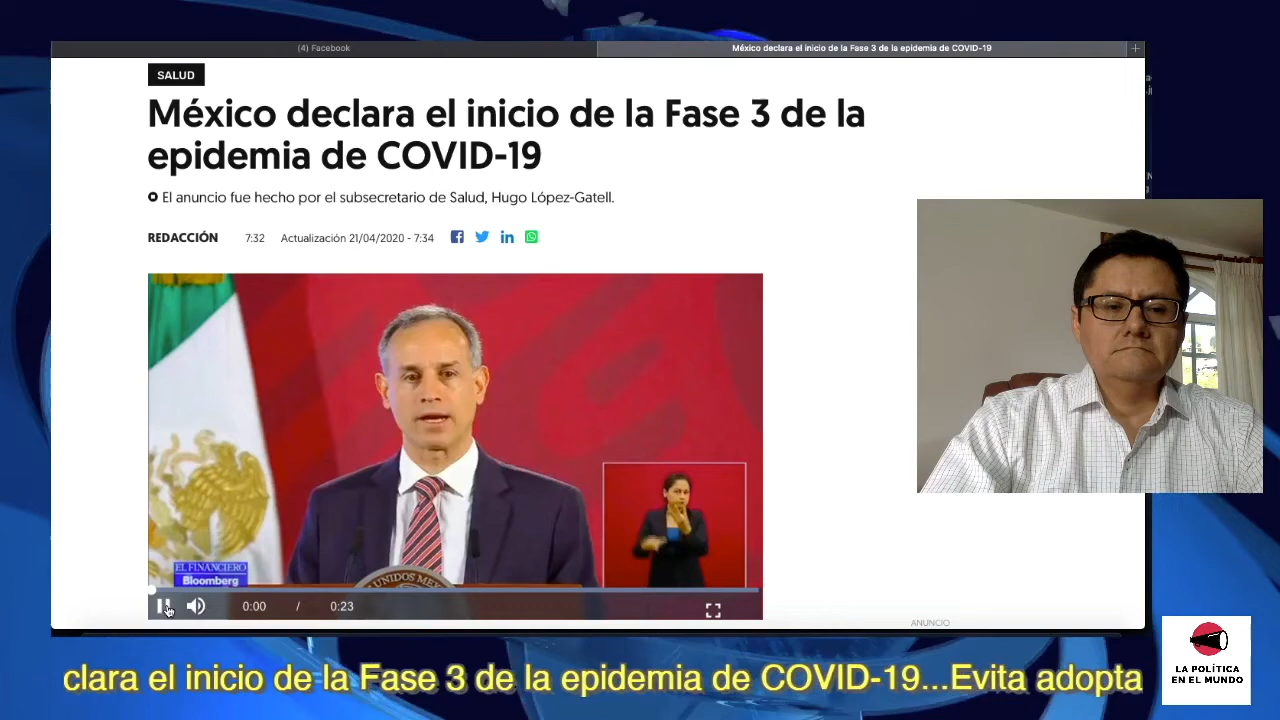 (4) Facebook
México declara el inicio de la Fase 3 de la epidemia de COVID-19
SALUD
México declara el inicio de la Fase 3 de la
epidemia de COVID-19
El anuncio fue hecho por el subsecretario de Salud, Hugo López-Gatell.
REDACCIÓN 7:32 Actualización 21/04/2020 - 7:34
UNIDOS MEX
EL FINANCIERO
Bloomberg
0:00 / 0:23
ANUNCIO
clara el inicio de la Fase 3 de la epidemia de COVID-19...Evita adopta
LA POLÍTICA
EN EL MUNDO